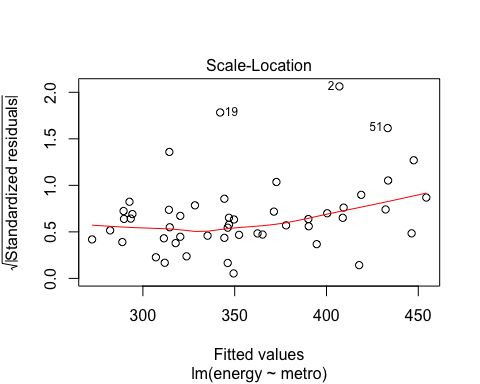 Scale-Location
√|Standardized residuals|
2.0
1.5
1.0
0.5
0.0
2
19
51
300 350 400 450
Fitted values
lm(energy ~ metro)